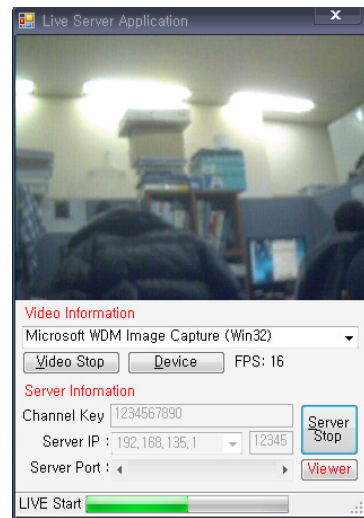 Live Server Application
Video Information
Microsoft WDM Image Capture (Win32)
Video Stop Device FPS: 16
Server Infomation
Channel Key 1234567890
Server IP : 192,168,135,1 12345
Server Stop
Server Port :
Viewer
LIVE Start